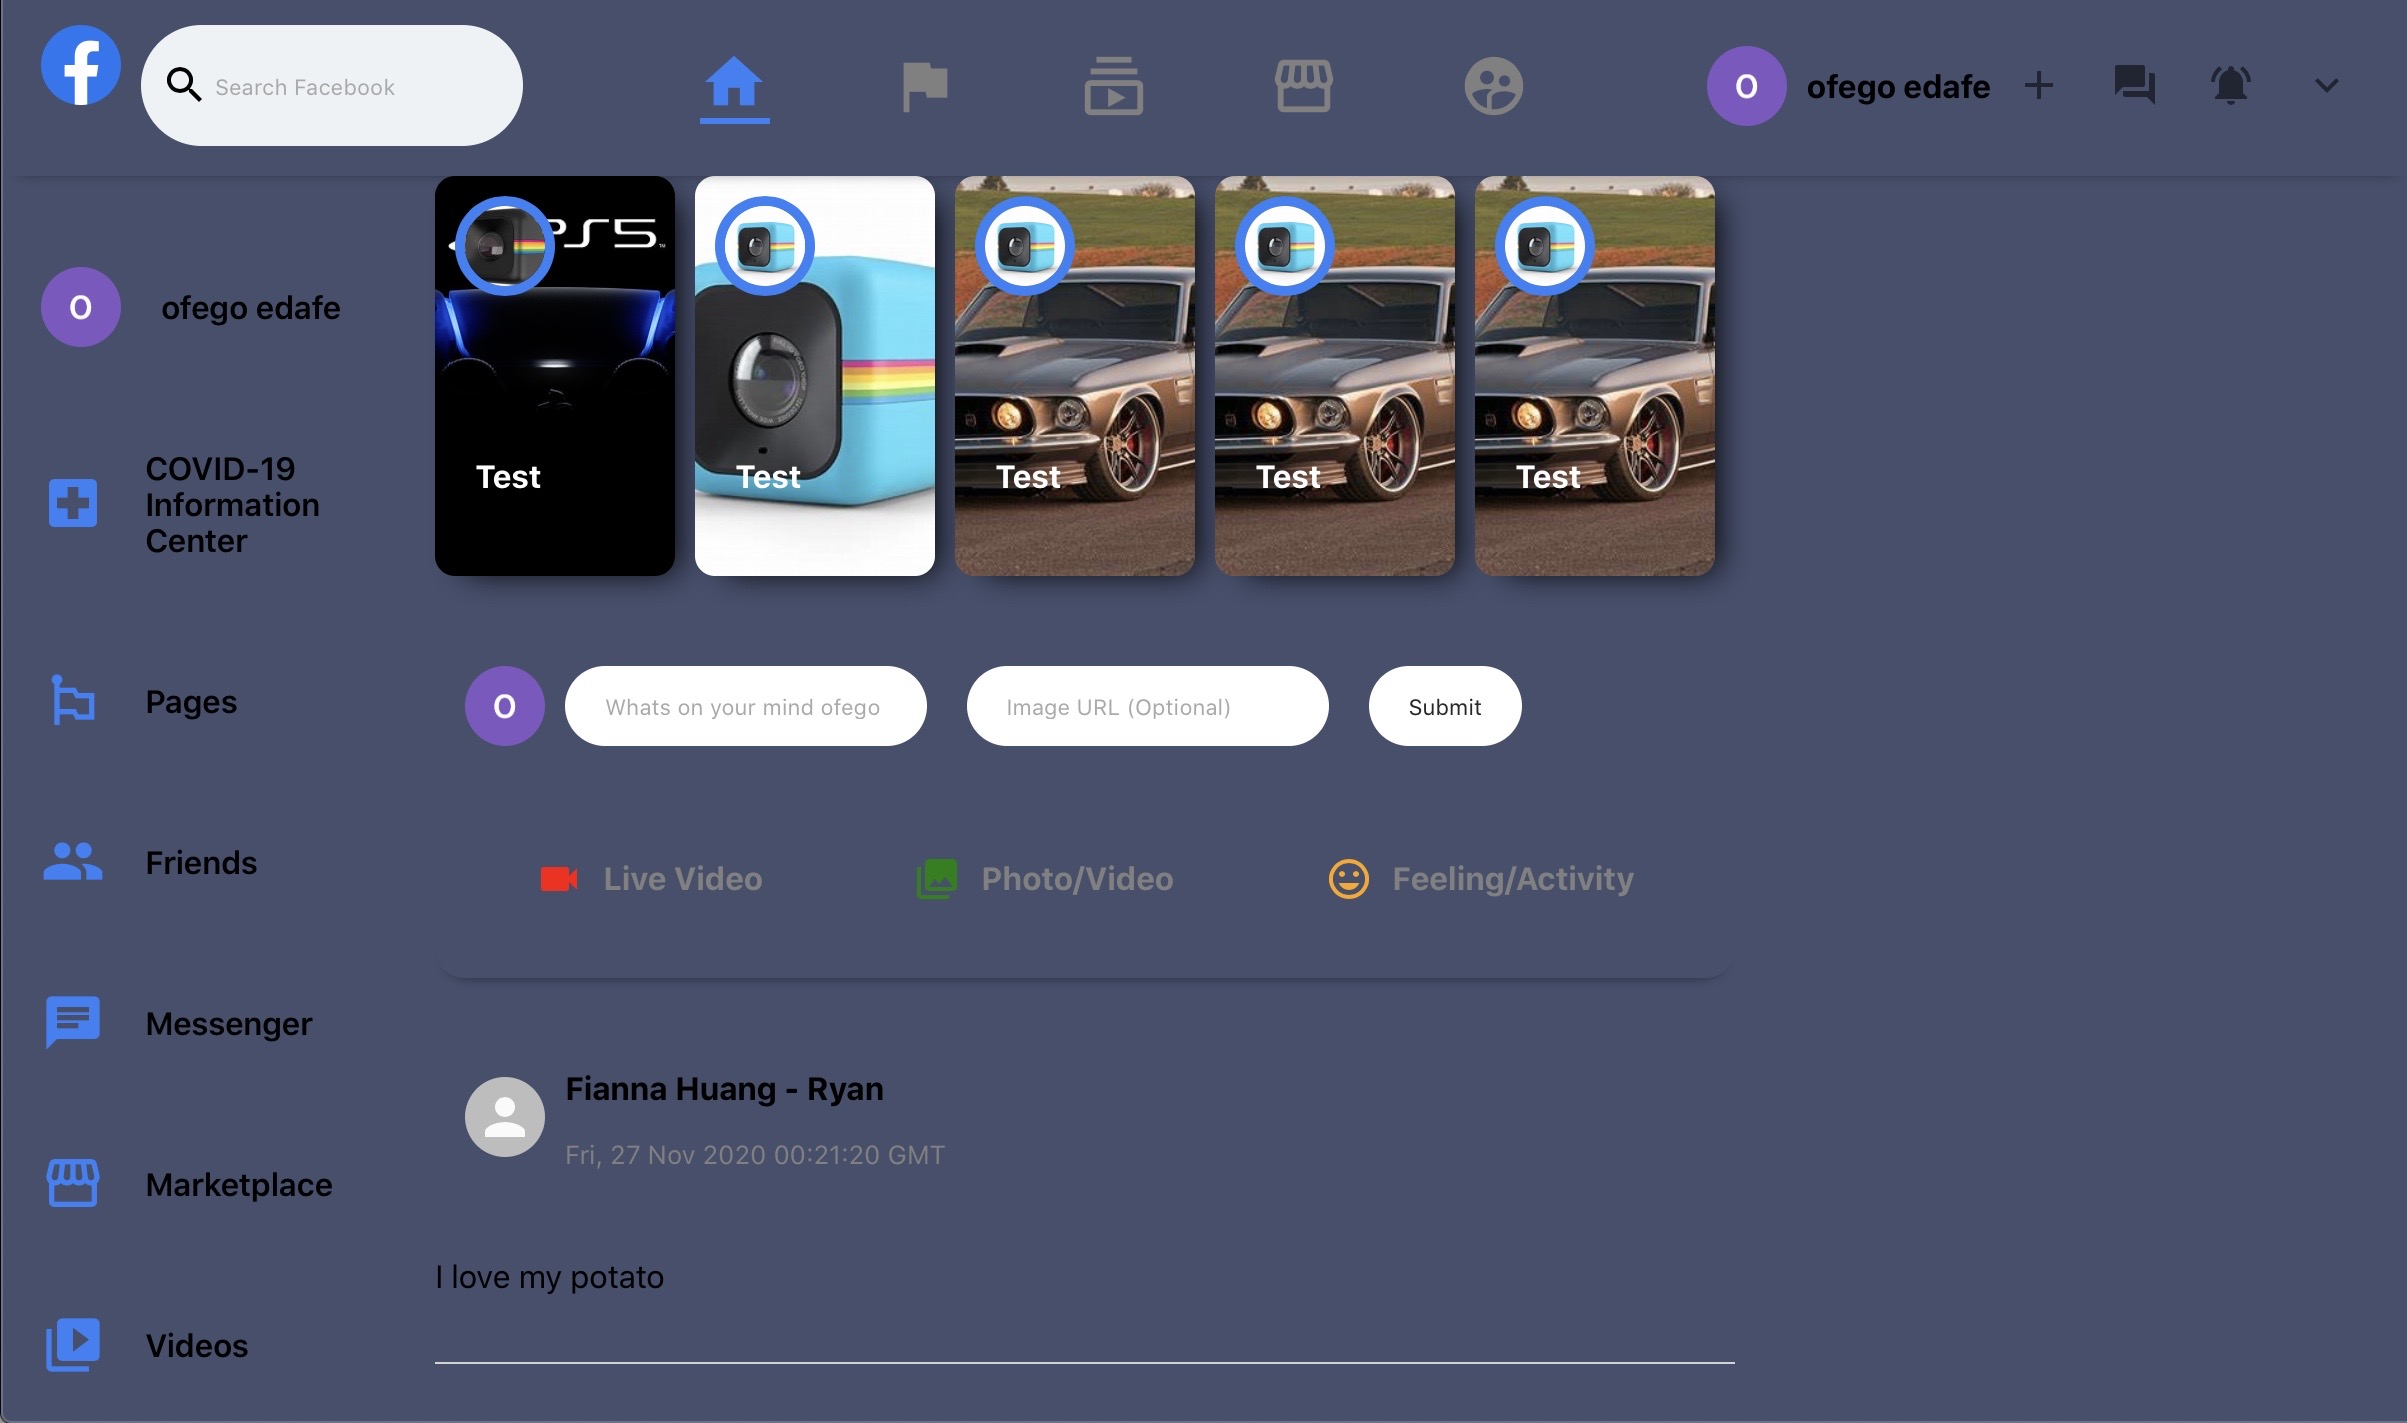 f
Search Facebook
O
ofego edafe
O
ofego edafe
COVID-19
Information
Center
Pages
Friends
Messenger
Marketplace
Videos
PS5
Test
Test
Test
Test
Test
O
Whats on your mind ofego
Image URL (Optional)
Submit
Live Video
Photo/Video
Feeling/Activity
Fianna Huang - Ryan
Fri, 27 Nov 2020 00:21:20 GMT
I love my potato